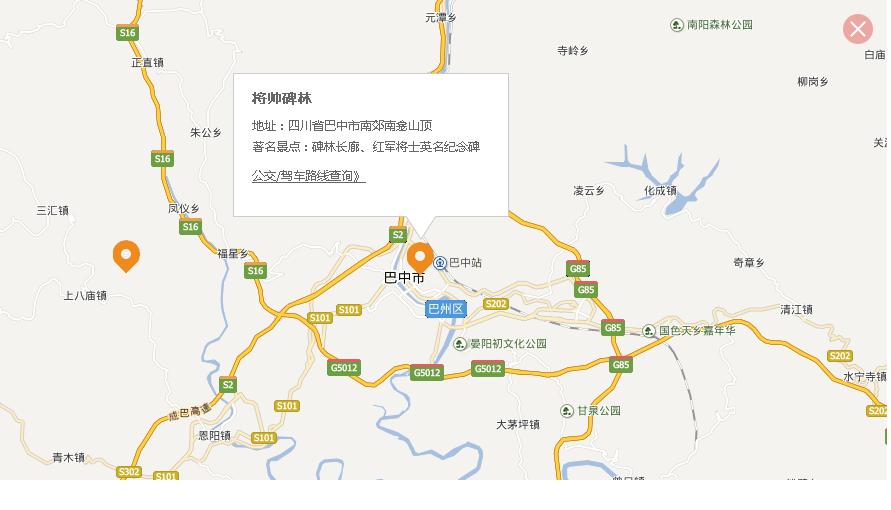 元潭乡
南阳森林公园
S16
寺岭乡
白庙
正直镇
柳岗乡
将帅碑林
地址：四川省巴中市南郊南龛山顶
著名景点：碑林长廊、红军将士英名纪念碑
公交/驾车路线查询》
朱公乡
关
S16
凌云乡
化成镇
三汇镇
凤仪乡
S16
S2
福星乡
巴中站
奇章乡
S16
G85
巴中市
G85
上八庙镇
S101
S101
巴州区
S202
清江镇
G85
国色天乡嘉年华
晏阳初文化公园
S202
G5012
G5012
G5012
G85
水宁寺镇
S2
成巴高速
S101
甘泉公园
S202
大茅坪镇
恩阳镇
S101
青木镇
S302
S101